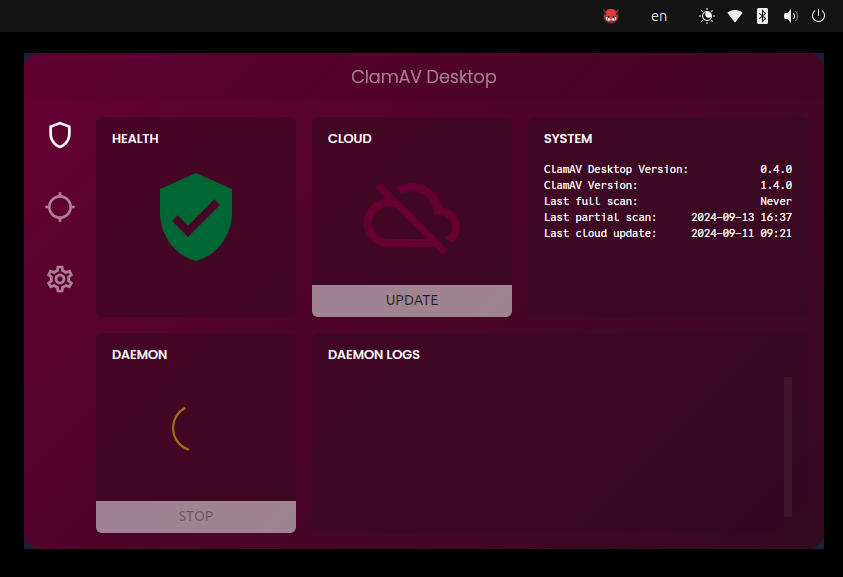 en
ClamAV Desktop
HEALTH
CLOUD
UPDATE
SYSTEM
ClamAV Desktop Version: 0.4.0
ClamAV Version: 1.4.0
Last full scan: Never
Last partial scan: 2024-09-13 16:37
Last cloud update: 2024-09-11 09:21
DAEMON
STOP
DAEMON LOGS